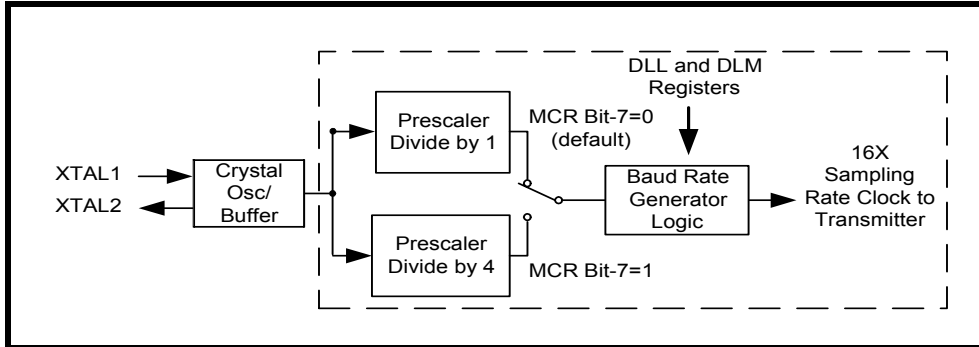 DLL and DLM
Registers
Prescaler
Divide by 1
MCR Bit-7=0
(default)
XTAL1
XTAL2
Crystal
Osc/
Buffer
Baud Rate
Generator
Logic
16X
Sampling
Rate Clock to
Transmitter
Prescaler
Divide by 4
MCR Bit-7=1